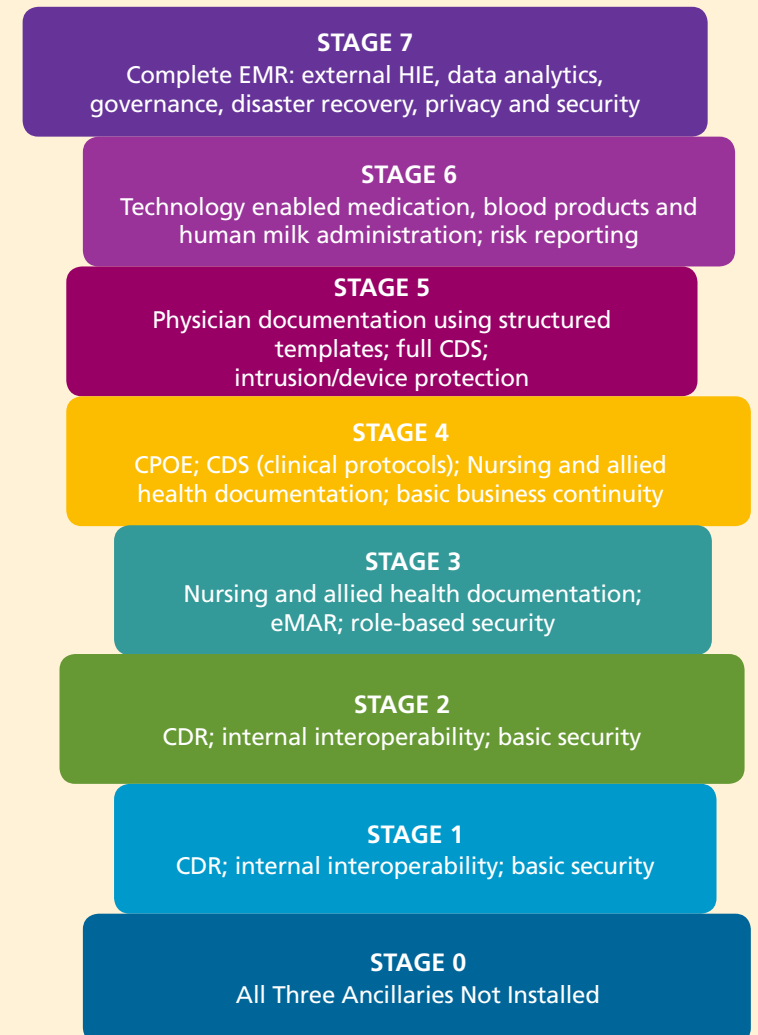 STAGE 7
Complete EMR: external HIE, data analytics,
governance, disaster recovery, privacy and security
STAGE 6
Technology enabled medication, blood products and
human milk administration; risk reporting
STAGE 5
Physician documentation using structured
templates; full CDS;
intrusion/device protection
STAGE 4
CPOE; CDS (clinical protocols); Nursing and allied
health documentation; basic business continuity
STAGE 3
Nursing and allied health documentation;
eMAR; role-based security
STAGE 2
CDR; internal interoperability; basic security
STAGE 1
CDR; internal interoperability; basic security
STAGE 0
All Three Ancillaries Not Installed